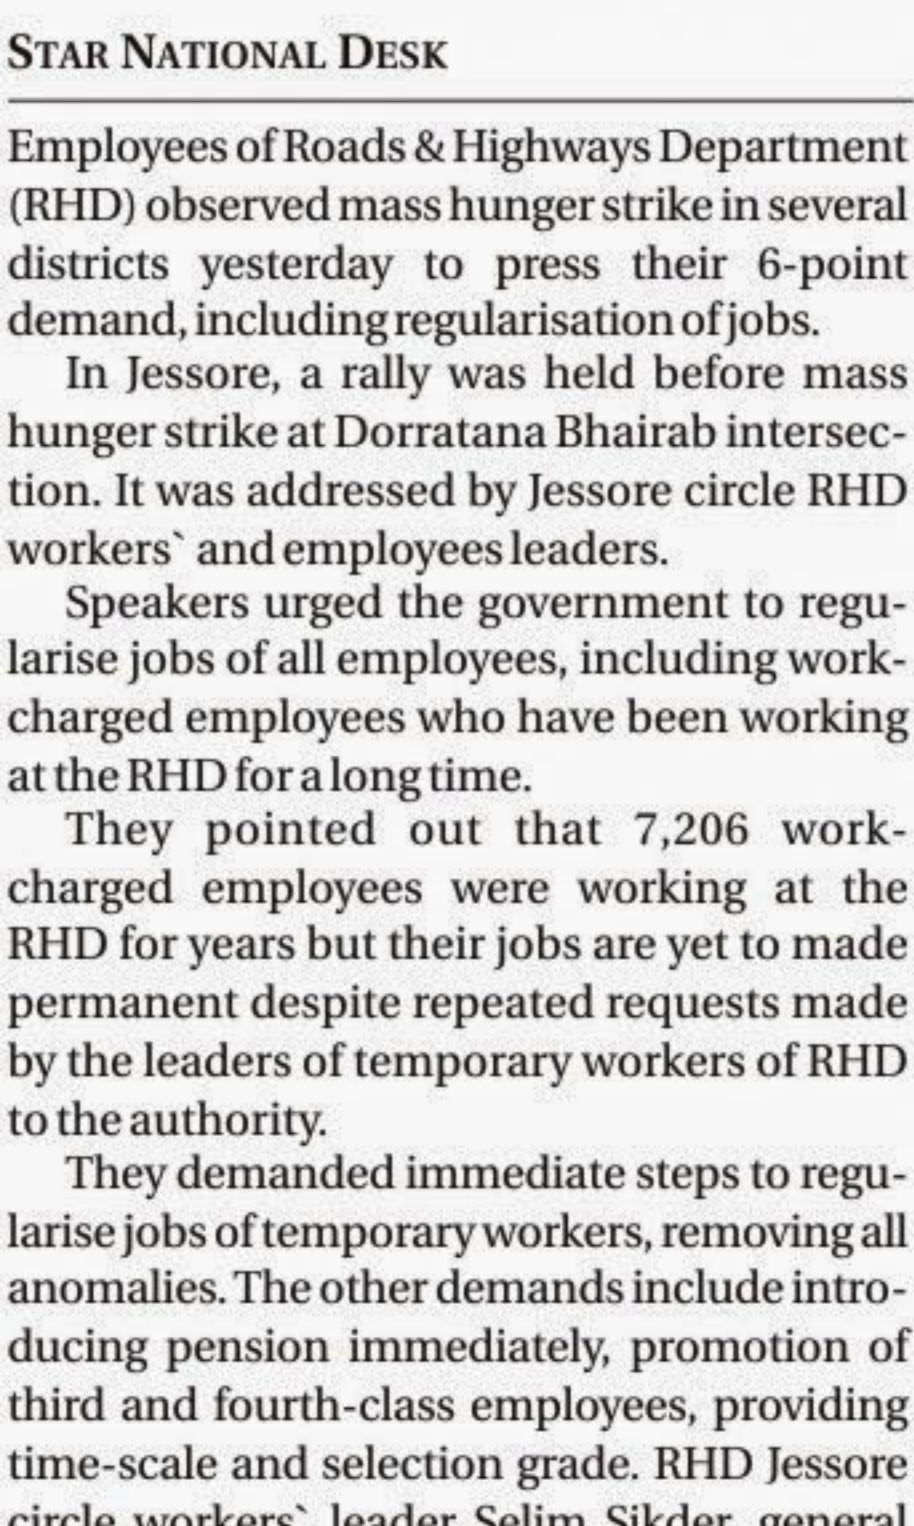 STAR NATIONAL DESK
Employees of Roads & Highways Department
(RHD) observed mass hunger strike in several
districts yesterday to press their 6-point
demand, including regularisation of jobs.
In Jessore, a rally was held before mass
hunger strike at Dorratana Bhairab intersec-
tion. It was addressed by Jessore circle RHD
workers` and employees leaders.
Speakers urged the government to regu-
larise jobs of all employees, including work-
charged employees who have been working
at the RHD for a long time.
They pointed out that 7,206 work-
charged employees were working at the
RHD for years but their jobs are yet to made
permanent despite repeated requests made
by the leaders of temporary workers of RHD
to the authority.
They demanded immediate steps to regu-
larise jobs of temporary workers, removing all
anomalies. The other demands include intro-
ducing pension immediately, promotion of
third and fourth-class employees, providing
time-scale and selection grade. RHD Jessore
circle workers` leader Selim Sikder, general